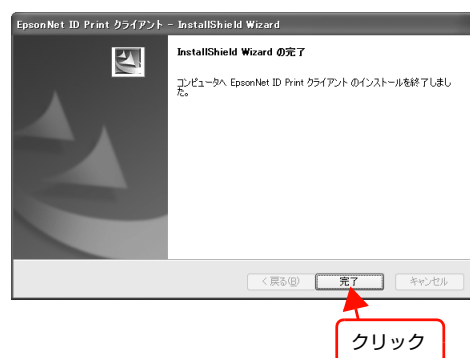 EpsonNet ID Print クライアント - InstallShield Wizard
InstallShield Wizard の完了
コンピュータへ EpsonNet ID Print クライアント のインストールを終了しまし
た。
< 戻る(B)
完了
キャンセル
クリック